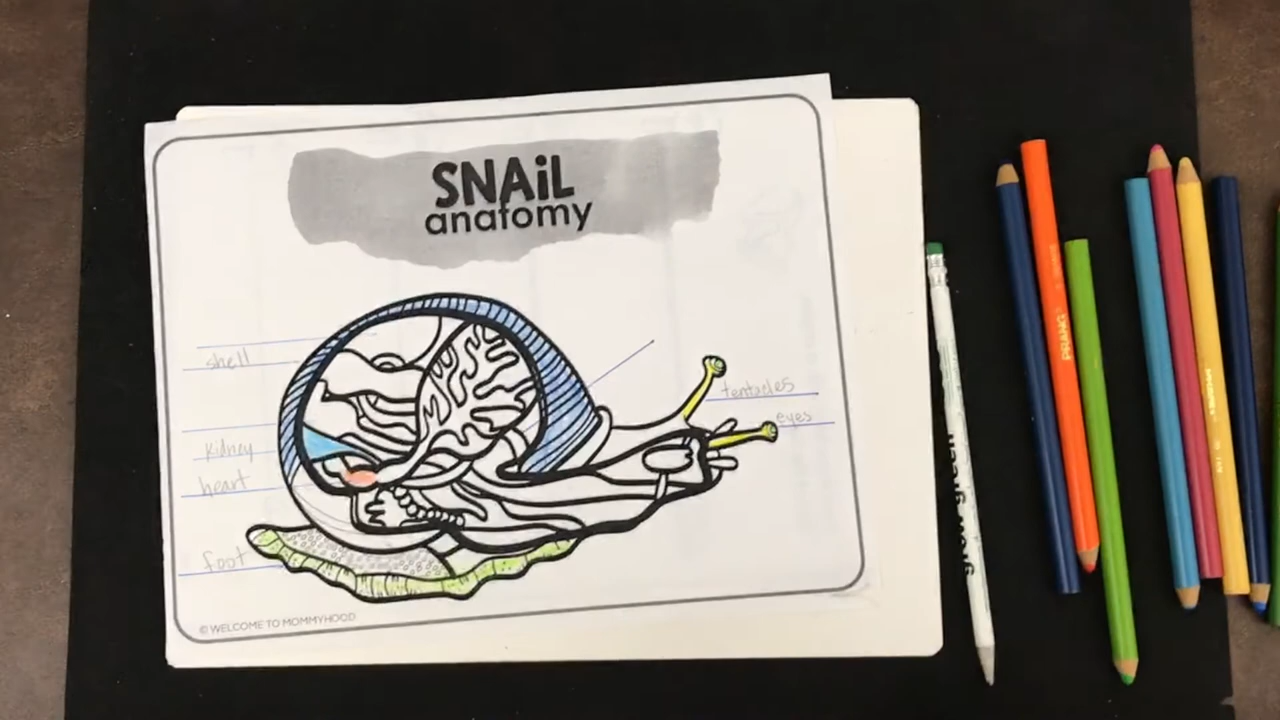 SNAiL
anatomy
shell
tentacles
eyes
kidney
heart
foot
© WELCOME TO MOMMYHOOD
PRANG